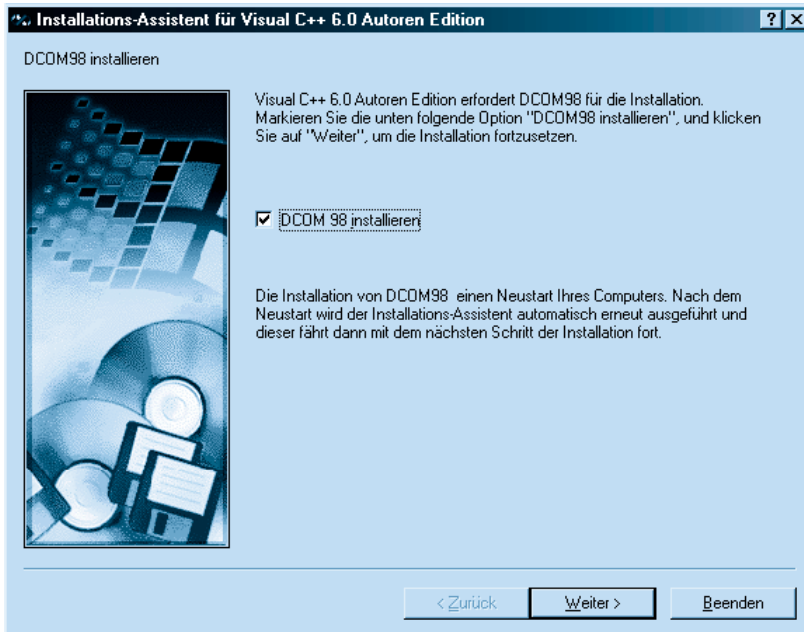 Installations-Assistent für Visual C++ 6.0 Autoren Edition
DCOM98 installieren
Visual C++ 6.0 Autoren Edition erfordert DCOM98 für die Installation.
Markieren Sie die unten folgende Option "DCOM98 installieren", und klicken
Sie auf "Weiter", um die Installation fortzusetzen.
DCOM 98 installieren
Die Installation von DCOM98 einen Neustart Ihres Computers. Nach dem
Neustart wird der Installations-Assistent automatisch erneut ausgeführt und
dieser fährt dann mit dem nächsten Schritt der Installation fort.
< Zurück
Weiter >
Beenden